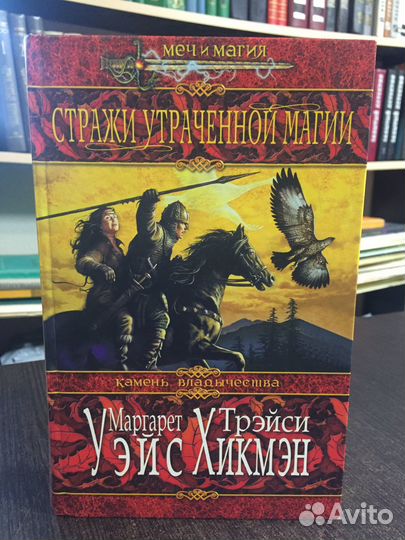 МЕЧ И МАГИЯ
СТРАЖИ УТРАЧЕННОЙ МАГИИ
КАМЕНЬ ВЛАДЫЧЕСТВА
Маргарет Трэйси
Уэйс Хикмэн
Avito